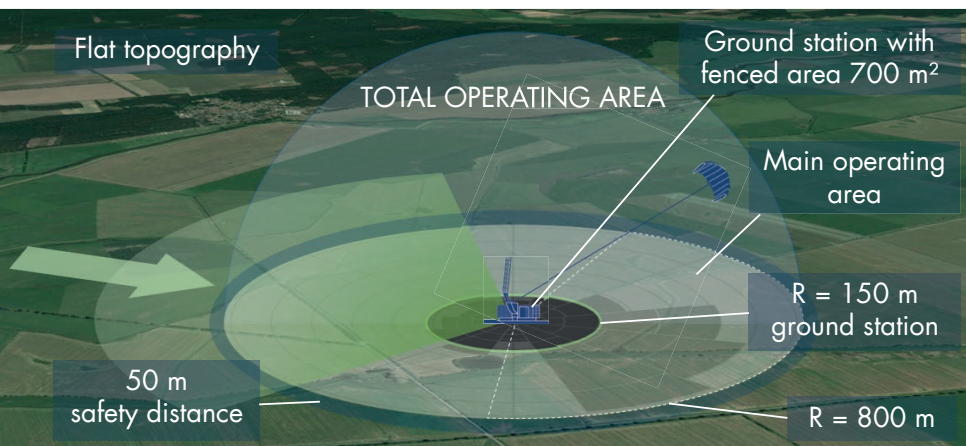 Flat topography
Ground station with
fenced area 700 m²
TOTAL OPERATING AREA
Main operating
area
R = 150 m
ground station
50 m
safety distance
R = 800 m